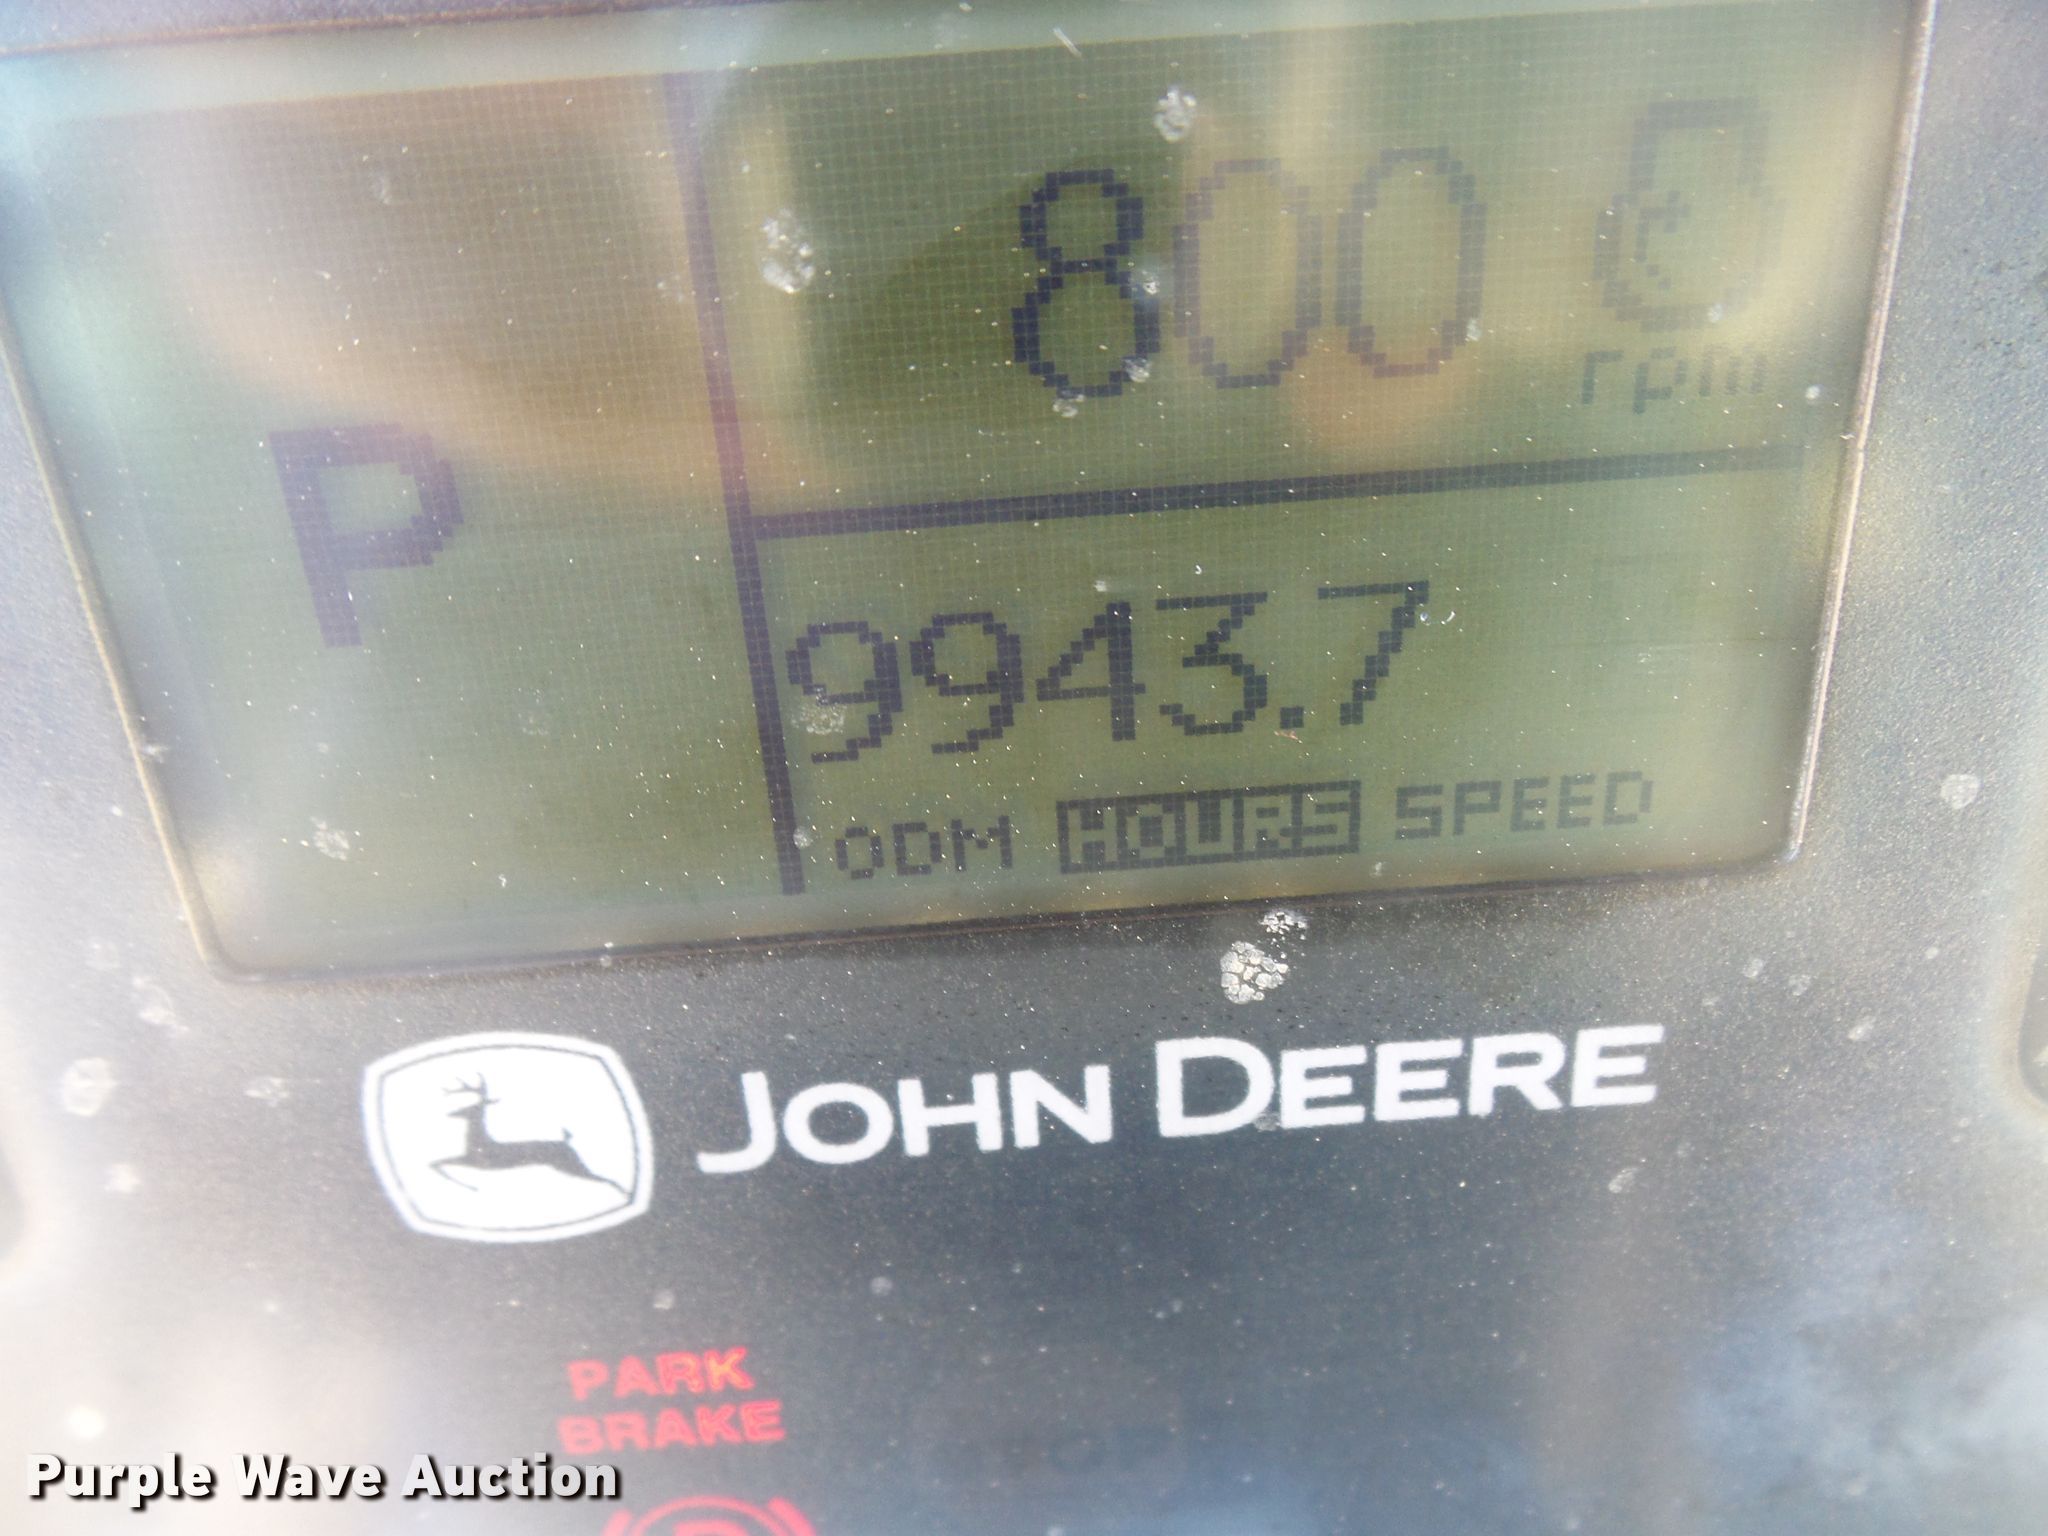 800
rpm
P
9943.7
ODM HOURS SPEED
JOHN DEERE
PARK
BRAKE
Purple Wave Auction
P